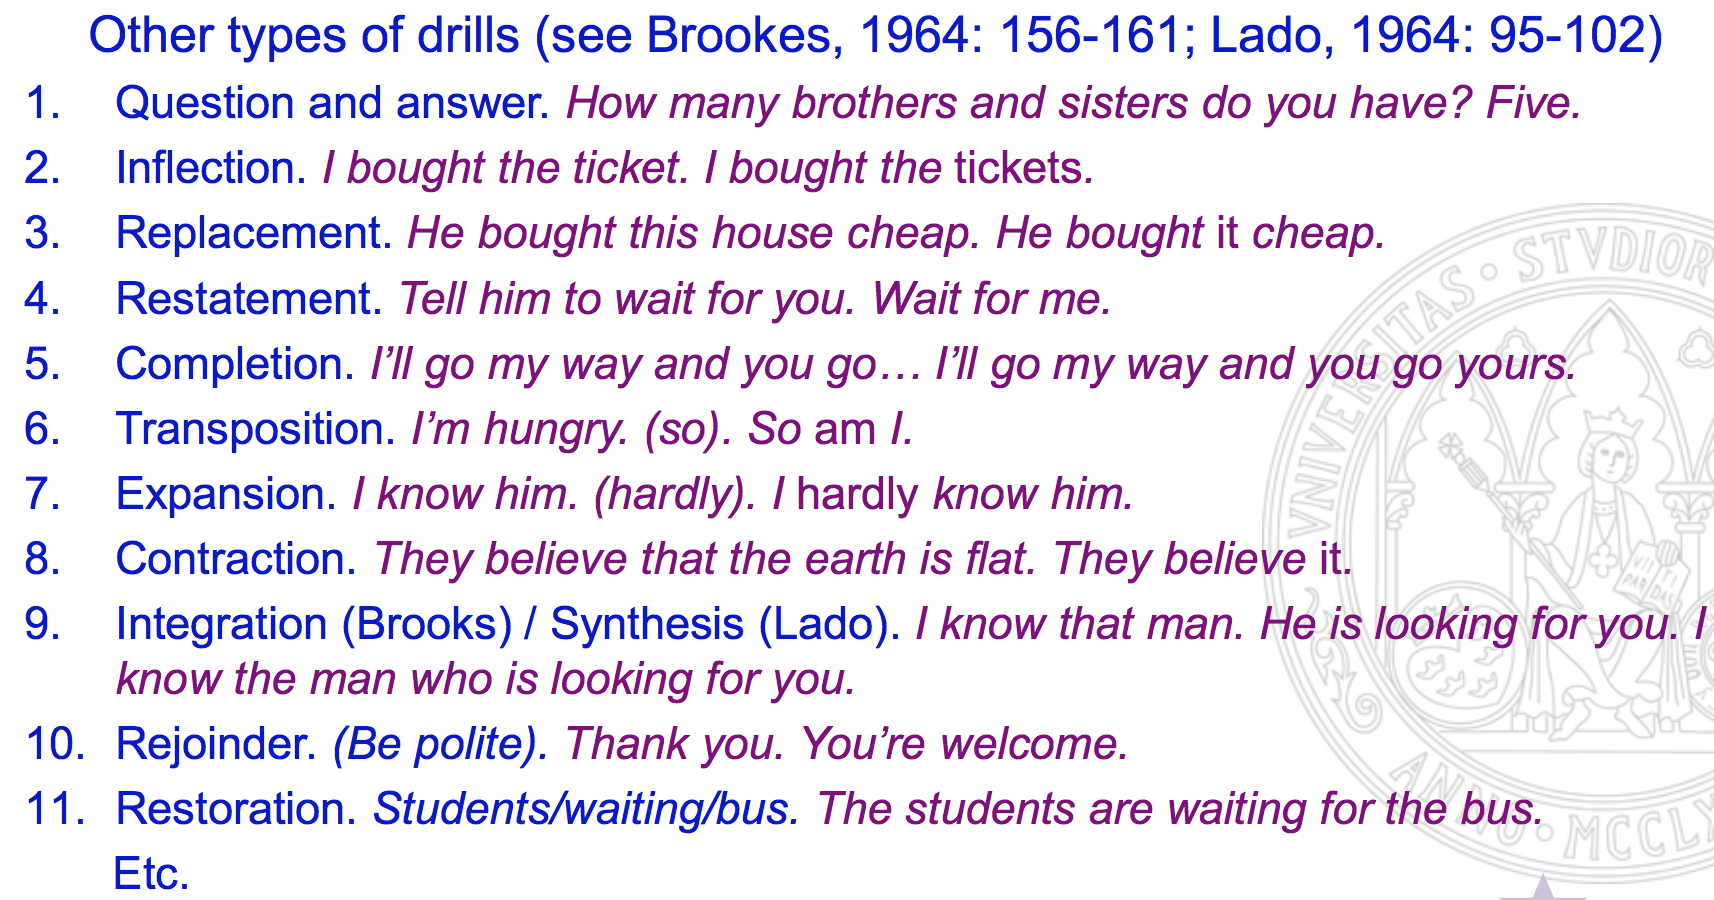 Other types of drills (see Brookes, 1964: 156-161; Lado, 1964: 95-102)
1. Question and answer. How many brothers and sisters do you have? Five.
2. Inflection. I bought the ticket. I bought the tickets.
3. Replacement. He bought this house cheap. He bought it cheap.
4. Restatement. Tell him to wait for you. Wait for me.
5. Completion. I’ll go my way and you go… I’ll go my way and you go yours.
6. Transposition. I’m hungry. (so). So am I.
7. Expansion. I know him. (hardly). I hardly know him.
8. Contraction. They believe that the earth is flat. They believe it.
9. Integration (Brooks) / Synthesis (Lado). I know that man. He is looking for you. I
know the man who is looking for you.
10. Rejoinder. (Be polite). Thank you. You’re welcome.
11. Restoration. Students/waiting/bus. The students are waiting for the bus.
Etc.
VNIVERSITAS • STVDIOR
ANNO • MCCLX